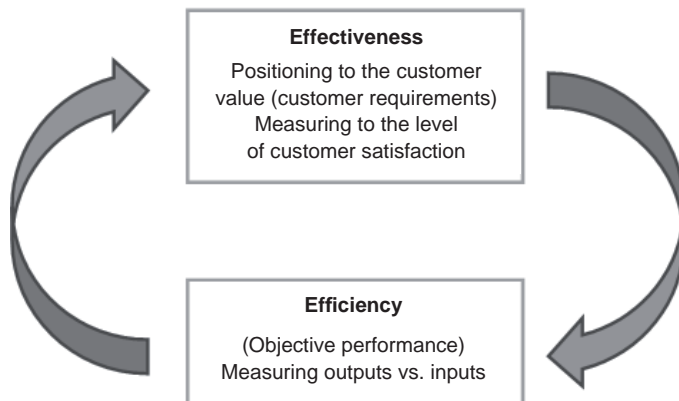 Effectiveness
Positioning to the customer
value (customer requirements)
Measuring to the level
of customer satisfaction
Efficiency
(Objective performance)
Measuring outputs vs. inputs